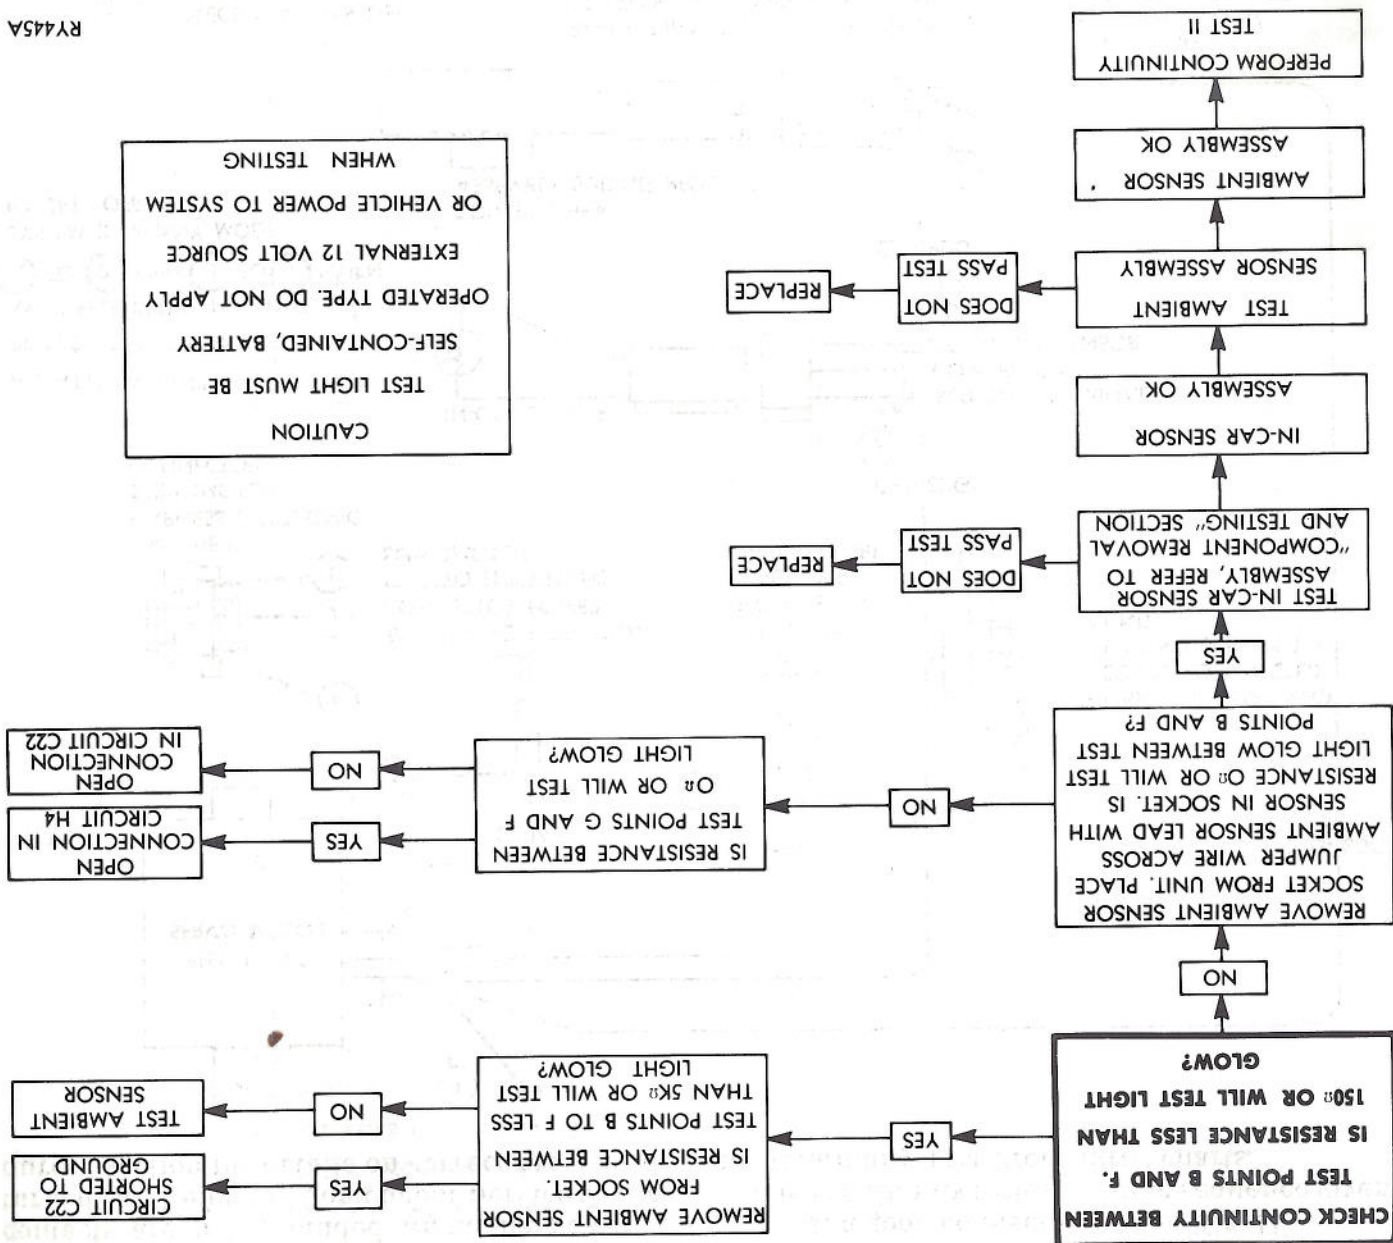 CHECK CONTINUITY BETWEEN
TEST POINTS B AND F.
IS RESISTANCE LESS THAN
150Ω OR WILL TEST LIGHT
GLOW?
YES
REMOVE AMBIENT SENSOR
FROM SOCKET.
IS RESISTANCE BETWEEN
TEST POINTS B TO F LESS
THAN 5KΩ OR WILL TEST
LIGHT GLOW?
YES
CIRCUIT C22
SHORTED TO
GROUND
NO
TEST AMBIENT
SENSOR
NO
REMOVE AMBIENT SENSOR
SOCKET FROM UNIT. PLACE
JUMPER WIRE ACROSS
AMBIENT SENSOR LEAD WITH
SENSOR IN SOCKET. IS
RESISTANCE OΩ OR WILL TEST
LIGHT GLOW BETWEEN TEST
POINTS B AND F?
NO
IS RESISTANCE BETWEEN
TEST POINTS G AND F
OΩ OR WILL TEST
LIGHT GLOW?
YES
OPEN
CONNECTION IN
CIRCUIT H4
NO
OPEN
CONNECTION
IN CIRCUIT C22
YES
TEST IN-CAR SENSOR
ASSEMBLY, REFER TO
"COMPONENT REMOVAL
AND TESTING" SECTION
DOES NOT
PASS TEST
REPLACE
IN-CAR SENSOR
ASSEMBLY OK
TEST AMBIENT
SENSOR ASSEMBLY
DOES NOT
PASS TEST
REPLACE
AMBIENT SENSOR
ASSEMBLY OK
PERFORM CONTINUITY
TEST II
CAUTION
TEST LIGHT MUST BE
SELF-CONTAINED, BATTERY,
OPERATED TYPE. DO NOT APPLY
EXTERNAL 12 VOLT SOURCE
OR VEHICLE POWER TO SYSTEM
WHEN TESTING
RY445A